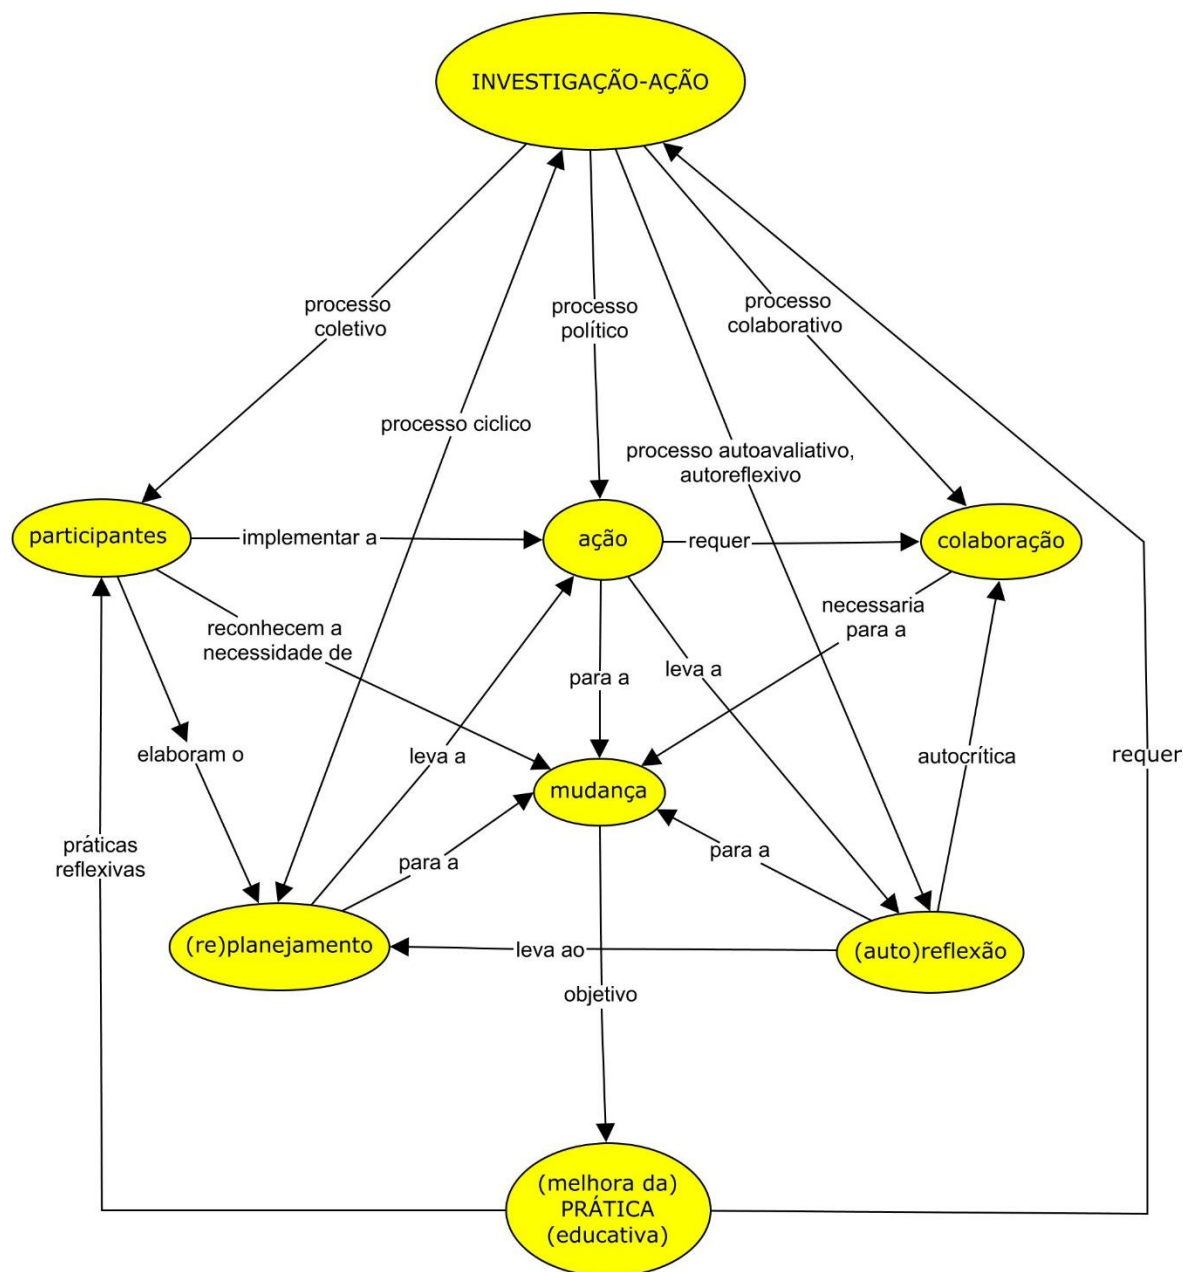 INVESTIGAÇÃO-AÇÃO
processo
coletivo
processo
político
processo
colaborativo
processo ciclico
processo autoavaliativo,
autoreflexivo
participantes
implementar a
ação
requer
colaboração
reconhecem a
necessidade de
necessaria
para a
para a
leva a
elaboram o
leva a
mudança
autocrítica
requer
práticas
reflexivas
para a
para a
(re)planejamento
leva ao
(auto)reflexão
objetivo
(melhora da)
PRÁTICA
(educativa)